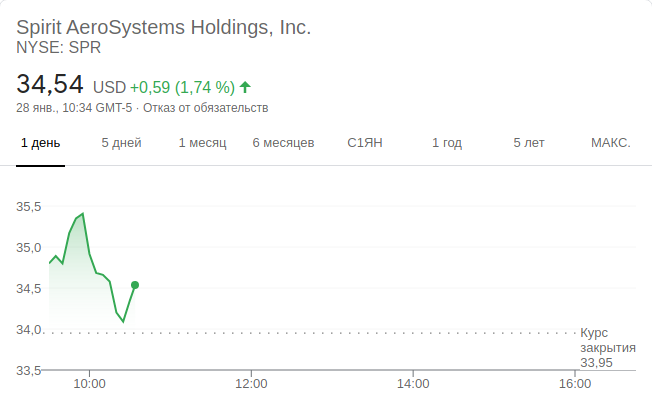 Spirit AeroSystems Holdings, Inc.
NYSE: SPR
34,54 USD +0,59 (1,74 %)
28 янв., 10:34 GMT-5 · Отказ от обязательств
1 день 5 дней 1 месяц 6 месяцев С1ЯН 1 год 5 лет МАКС.
35,5
35,0
34,5
34,0
Курс
закрытия
33,95
33,5
10:00 12:00 14:00 16:00